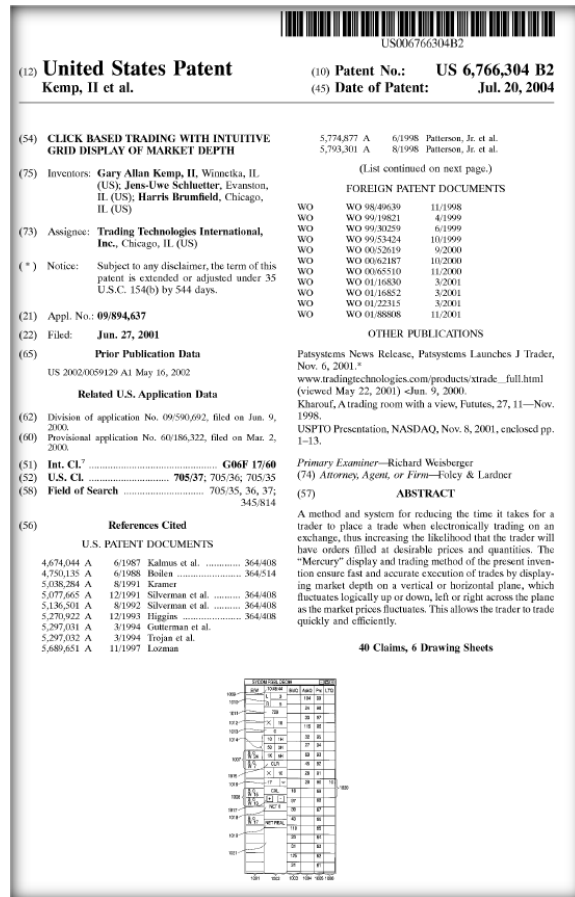 US006766304B2
(12) United States Patent
Kemp, II et al.
(10) Patent No.: US 6,766,304 B2
(45) Date of Patent: Jul. 20, 2004
(54) CLICK BASED TRADING WITH INTUITIVE
GRID DISPLAY OF MARKET DEPTH
(75) Inventors: Gary Allan Kemp, II, Winnetka, IL
(US); Jens-Uwe Schluetter, Evanston,
IL (US); Harris Brumfield, Chicago,
IL (US)
(73) Assignee: Trading Technologies International,
Inc., Chicago, IL (US)
(*) Notice: Subject to any disclaimer, the term of this
patent is extended or adjusted under 35
U.S.C. 154(b) by 544 days.
(21) Appl. No.: 09/894,637
(22) Filed: Jun. 27, 2001
(65) Prior Publication Data
US 2002/0059129 A1 May 16, 2002
Related U.S. Application Data
(62) Division of application No. 09/590,692, filed on Jun. 9,
2000.
(60) Provisional application No. 60/186,322, filed on Mar. 2,
2000.
(51) Int. Cl.7 ................................ G06F 17/60
(52) U.S. Cl. ............................ 705/37; 705/36; 705/35
(58) Field of Search ........................ 705/35, 36, 37;
345/814
(56) References Cited
U.S. PATENT DOCUMENTS
4,674,044 A 6/1987 Kalmus et al. ............ 364/408
4,750,135 A 6/1988 Boilen ...................... 364/514
5,038,284 A 8/1991 Kramer
5,077,665 A 12/1991 Silverman et al. .......... 364/408
5,136,501 A 8/1992 Silverman et al. .......... 364/408
5,270,922 A 12/1993 Higgins ..................... 364/408
5,297,031 A 3/1994 Gutterman et al.
5,297,032 A 3/1994 Trojan et al.
5,689,651 A 11/1997 Lozman
5,774,877 A 6/1998 Patterson, Jr. et al.
5,793,301 A 8/1998 Patterson, Jr. et al.
(List continued on next page.)
FOREIGN PATENT DOCUMENTS
WO WO 98/49639 11/1998
WO WO 99/19821 4/1999
WO WO 99/30259 6/1999
WO WO 99/53424 10/1999
WO WO 00/52619 9/2000
WO WO 00/62187 10/2000
WO WO 00/65510 11/2000
WO WO 01/16830 3/2001
WO WO 01/16852 3/2001
WO WO 01/22315 3/2001
WO WO 01/88808 11/2001
OTHER PUBLICATIONS
Patsystems News Release, Patsystems Launches J Trader,
Nov. 6, 2001.*
www.tradingtechnologies.com/products/xtrade_full.html
(viewed May 22, 2001) <Jun. 9, 2000.
Kharouf, A trading room with a view, Fututes, 27, 11—Nov.
1998.
USPTO Presentation, NASDAQ, Nov. 8, 2001, enclosed pp.
1–13.
Primary Examiner—Richard Weisberger
(74) Attorney, Agent, or Firm—Foley & Lardner
(57) ABSTRACT
A method and system for reducing the time it takes for a
trader to place a trade when electronically trading on an
exchange, thus increasing the likelihood that the trader will
have orders filled at desirable prices and quantities. The
"Mercury" display and trading method of the present inven-
tion ensure fast and accurate execution of trades by display-
ing market depth on a vertical or horizontal plane, which
fluctuates logically up or down, left or right across the plane
as the market prices fluctuates. This allows the trader to trade
quickly and efficiently.
40 Claims, 6 Drawing Sheets